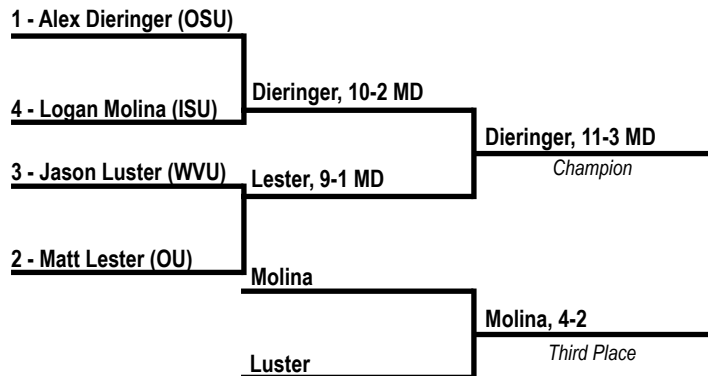 1 - Alex Dieringer (OSU)
4 - Logan Molina (ISU)
Dieringer, 10-2 MD
3 - Jason Luster (WVU)
2 - Matt Lester (OU)
Lester, 9-1 MD
Dieringer, 11-3 MD
Champion
Molina
Luster
Molina, 4-2
Third Place